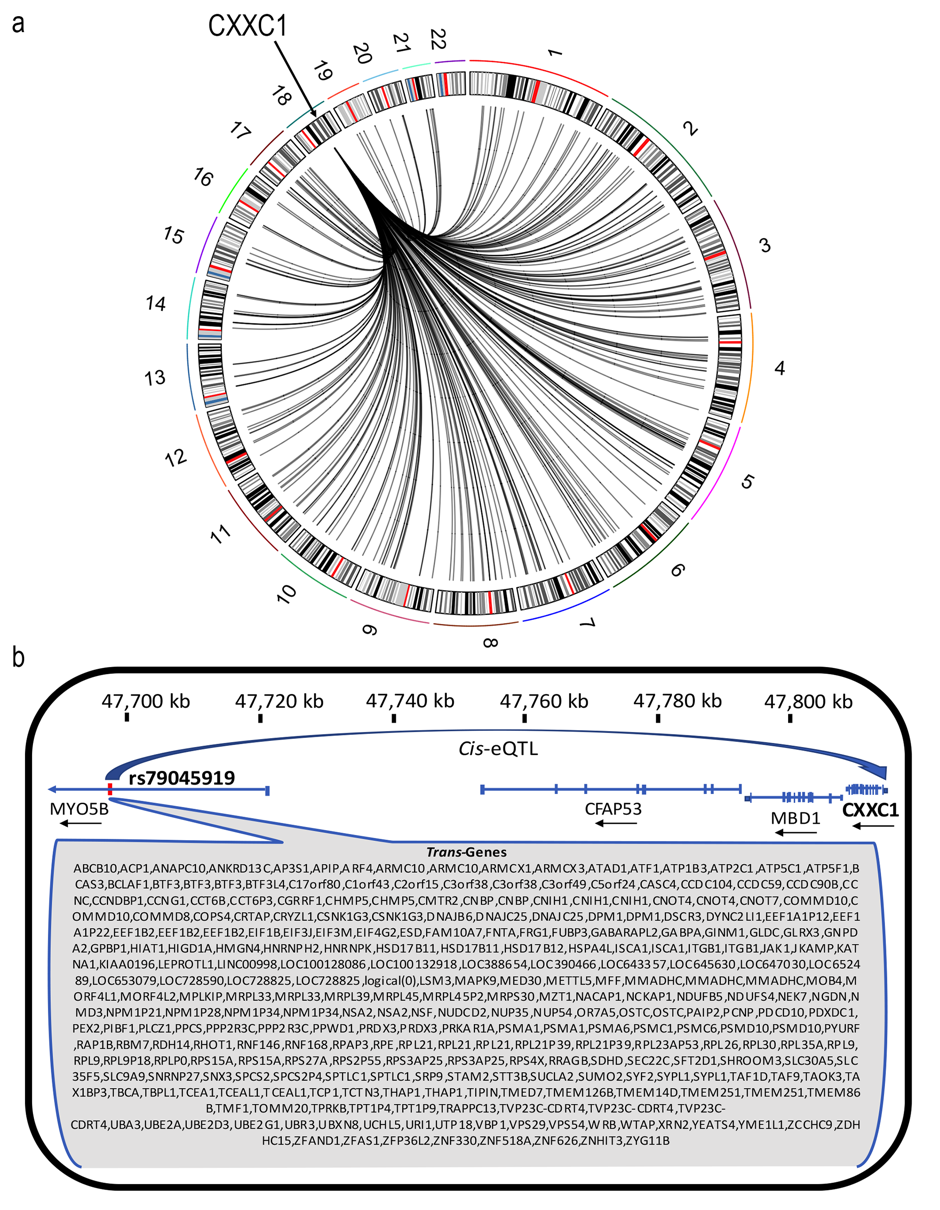 a
CXXC1
1
2
3
4
5
6
7
8
9
10
11
12
13
14
15
16
17
18
19
20
21
22
b
47,700 kb 47,720 kb 47,740 kb 47,760 kb 47,780 kb 47,800 kb
Cis-eQTL
rs79045919
MYO5B CFAP53 MBD1 CXXC1
Trans-Genes
ABCB10,ACP1,ANAPC10,ANKRD13C,AP3S1,APIP,ARF4,ARMC10,ARMC10,ARMCX1,ARMCX3,ATAD1,ATF1,ATP1B3,ATP2C1,ATP5C1,ATP5F1,B
CAS3,BCLAF1,BTF3,BTF3,BTF3,BTF3L4,C17orf80,C1orf43,C2orf15,C3orf38,C3orf38,C3orf49,C5orf24,CASC4,CCDC104,CCDC59,CCDC90B,CC
NC,CCNDBP1,CCNG1,CCT6B,CCT6P3,CGRRF1,CHMP5,CHMP5,CMTR2,CNBP,CNBP,CNIH1,CNIH1,CNIH1,CNOT4,CNOT4,CNOT7,COMMD10,C
OMMD10,COMMD8,COPS4,CRTAP,CRYZL1,CSNK1G3,CSNK1G3,DNAJB6,DNAJC25,DNAJC25,DPM1,DPM1,DSCR3,DYNC2LI1,EEF1A1P12,EEF1
A1P22,EEF1B2,EEF1B2,EEF1B2,EIF1B,EIF3J,EIF3M,EIF4G2,ESD,FAM10A7,FNTA,FRG1,FUBP3,GABARAPL2,GABPA,GINM1,GLDC,GLRX3,GNPD
A2,GPBP1,HIAT1,HIGD1A,HMGN4,HNRNPH2,HNRNPK,HSD17B11,HSD17B11,HSD17B12,HSPA4L,ISCA1,ISCA1,ITGB1,ITGB1,JAK1,JKAMP,KAT
NA1,KIAA0196,LEPROTL1,LINC00998,LOC100128086,LOC100132918,LOC388654,LOC390466,LOC643357,LOC645630,LOC647030,LOC6524
89,LOC653079,LOC728590,LOC728825,LOC728825,logical(0),LSM3,MAPK9,MED30,METTL5,MFF,MMADHC,MMADHC,MMADHC,MOB4,M
ORF4L1,MORF4L2,MPLKIP,MRPL33,MRPL33,MRPL39,MRPL45,MRPL45P2,MRPS30,MZT1,NACAP1,NCKAP1,NDUFB5,NDUFS4,NEK7,NGDN,N
MD3,NPM1P21,NPM1P28,NPM1P34,NPM1P34,NSA2,NSA2,NSF,NUDCD2,NUP35,NUP54,OR7A5,OSTC,OSTC,PAIP2,PCNP,PDCD10,PDXDC1,
PEX2,PIBF1,PLCZ1,PPCS,PPP2R3C,PPP2R3C,PPWD1,PRDX3,PRDX3,PRKAR1A,PSMA1,PSMA1,PSMA6,PSMC1,PSMC6,PSMD10,PSMD10,PYURF
,RAP1B,RBM7,RDH14,RHOT1,RNF146,RNF168,RPAP3,RPE,RPL21,RPL21,RPL21,RPL21P39,RPL21P39,RPL23AP53,RPL26,RPL30,RPL35A,RPL9,
RPL9,RPL9P18,RPLP0,RPS15A,RPS15A,RPS27A,RPS2P55,RPS3AP25,RPS3AP25,RPS4X,RRAGB,SDHD,SEC22C,SFT2D1,SHROOM3,SLC30A5,SLC
35F5,SLC9A9,SNRNP27,SNX3,SPCS2,SPCS2P4,SPTLC1,SPTLC1,SRP9,STAM2,STT3B,SUCLA2,SUMO2,SYF2,SYPL1,SYPL1,TAF1D,TAF9,TAOK3,TA
X1BP3,TBCA,TBPL1,TCEA1,TCEAL1,TCEAL1,TCP1,TCTN3,THAP1,THAP1,TIPIN,TMED7,TMEM126B,TMEM14D,TMEM251,TMEM251,TMEM86
B,TMF1,TOMM20,TPRKB,TPT1P4,TPT1P9,TRAPPC13,TVP23C-CDRT4,TVP23C-CDRT4,TVP23C-
CDRT4,UBA3,UBE2A,UBE2D3,UBE2G1,UBR3,UBXN8,UCHL5,URI1,UTP18,VBP1,VPS29,VPS54,WRB,WTAP,XRN2,YEATS4,YME1L1,ZCCHC9,ZDH
HC15,ZFAND1,ZFAS1,ZFP36L2,ZNF330,ZNF518A,ZNF626,ZNHIT3,ZYG11B